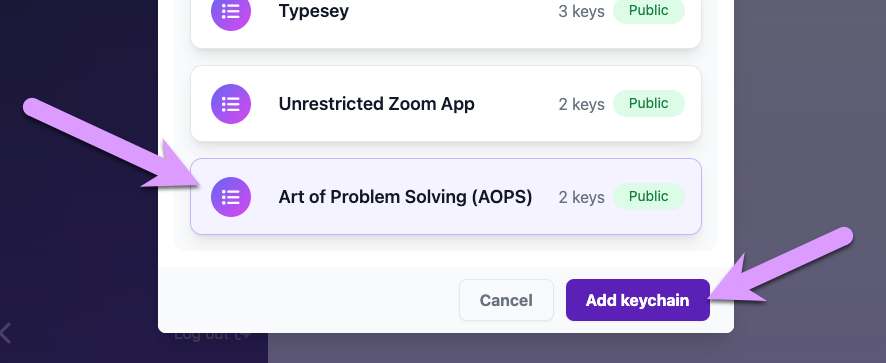 Typesey 3 keys Public
Unrestricted Zoom App 2 keys Public
Art of Problem Solving (AOPS) 2 keys Public
Cancel Add keychain
Log out